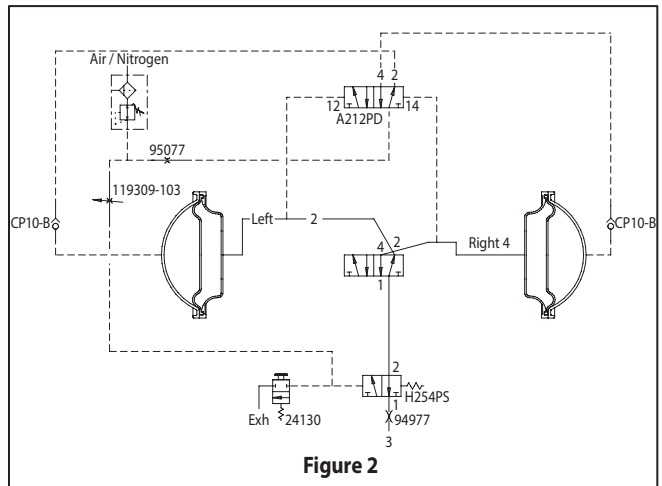 Air / Nitrogen
4 2
12 14
A212PD
95077
119309-103
CP10-B
CP10-B
Left 2
4 2
Right 4
1
2
H254PS
1
Exh 24130
94977
3
Figure 2